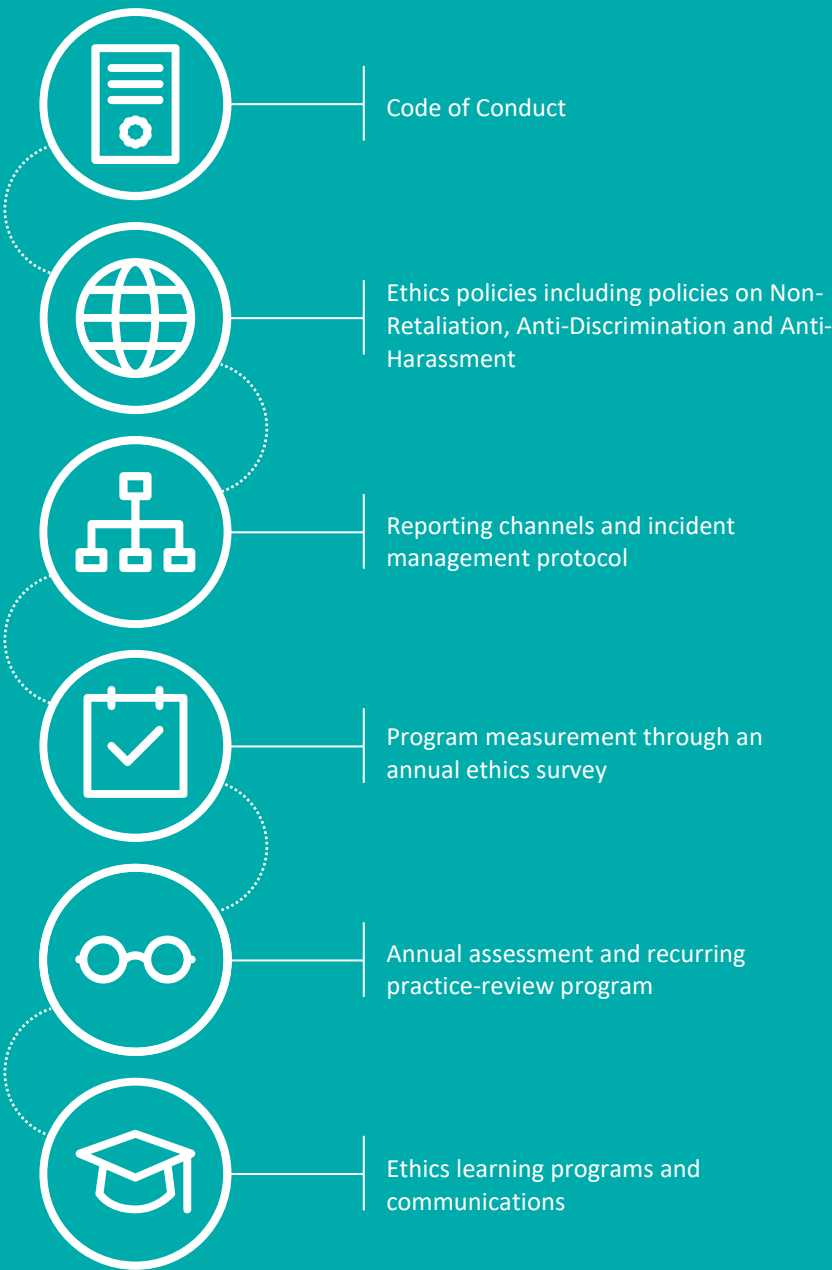 Code of Conduct
Ethics policies including policies on Non-
Retaliation, Anti-Discrimination and Anti-
Harassment
Reporting channels and incident
management protocol
Program measurement through an
annual ethics survey
Annual assessment and recurring
practice-review program
Ethics learning programs and
communications